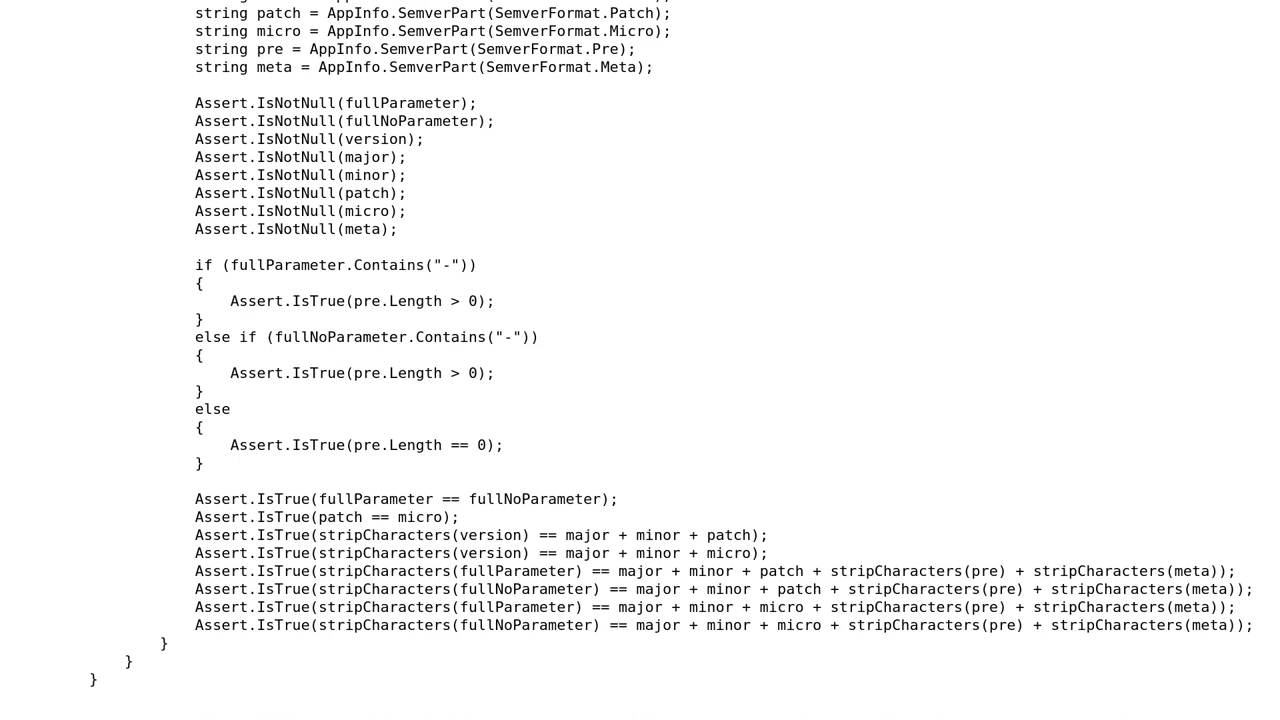 string patch = AppInfo.SemverPart(SemverFormat.Patch);
string micro = AppInfo.SemverPart(SemverFormat.Micro);
string pre = AppInfo.SemverPart(SemverFormat.Pre);
string meta = AppInfo.SemverPart(SemverFormat.Meta);
Assert.IsNotNull(fullParameter);
Assert.IsNotNull(fullNoParameter);
Assert.IsNotNull(version);
Assert.IsNotNull(major);
Assert.IsNotNull(minor);
Assert.IsNotNull(patch);
Assert.IsNotNull(micro);
Assert.IsNotNull(meta);
if (fullParameter.Contains("-"))
{
Assert.IsTrue(pre.Length > 0);
}
else if (fullNoParameter.Contains("-"))
{
Assert.IsTrue(pre.Length > 0);
}
else
{
Assert.IsTrue(pre.Length == 0);
}
Assert.IsTrue(fullParameter == fullNoParameter);
Assert.IsTrue(patch == micro);
Assert.IsTrue(stripCharacters(version) == major + minor + patch);
Assert.IsTrue(stripCharacters(version) == major + minor + micro);
Assert.IsTrue(stripCharacters(fullParameter) == major + minor + patch + stripCharacters(pre) + stripCharacters(meta));
Assert.IsTrue(stripCharacters(fullNoParameter) == major + minor + patch + stripCharacters(pre) + stripCharacters(meta));
Assert.IsTrue(stripCharacters(fullParameter) == major + minor + micro + stripCharacters(pre) + stripCharacters(meta));
Assert.IsTrue(stripCharacters(fullNoParameter) == major + minor + micro + stripCharacters(pre) + stripCharacters(meta));
}
}
}